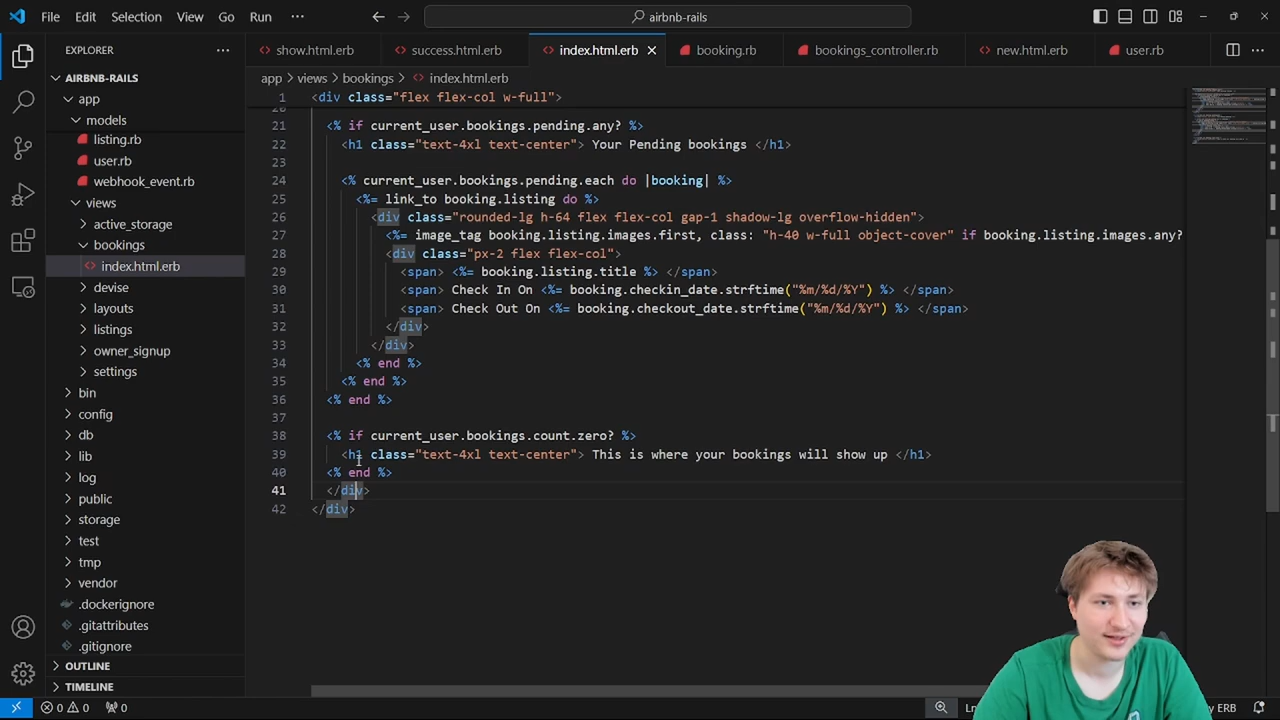 File Edit Selection View Go Run ···
airbnb-rails
EXPLORER ···
AIRBNB-RAILS
app
models
listing.rb
user.rb
webhook_event.rb
views
active_storage
bookings
index.html.erb
devise
layouts
listings
owner_signup
settings
bin
config
db
lib
log
public
storage
test
tmp
vendor
.dockerignore
.gitattributes
.gitignore
OUTLINE
TIMELINE
show.html.erb success.html.erb index.html.erb booking.rb bookings_controller.rb new.html.erb user.rb ···
app > views > bookings > index.html.erb
1 <div class="flex flex-col w-full">
21 <% if current_user.bookings.pending.any? %>
22 <h1 class="text-4xl text-center"> Your Pending bookings </h1>
23
24 <% current_user.bookings.pending.each do |booking| %>
25 <%= link_to booking.listing do %>
26 <div class="rounded-lg h-64 flex flex-col gap-1 shadow-lg overflow-hidden">
27 <%= image_tag booking.listing.images.first, class: "h-40 w-full object-cover" if booking.listing.images.any?
28 <div class="px-2 flex flex-col">
29 <span> <%= booking.listing.title %> </span>
30 <span> Check In On <%= booking.checkin_date.strftime("%m/%d/%Y") %> </span>
31 <span> Check Out On <%= booking.checkout_date.strftime("%m/%d/%Y") %> </span>
32 </div>
33 </div>
34 <% end %>
35 <% end %>
36 <% end %>
37
38 <% if current_user.bookings.count.zero? %>
39 <h1 class="text-4xl text-center"> This is where your bookings will show up </h1>
40 <% end %>
41 </div>
42 </div>
0 0 0
ERB